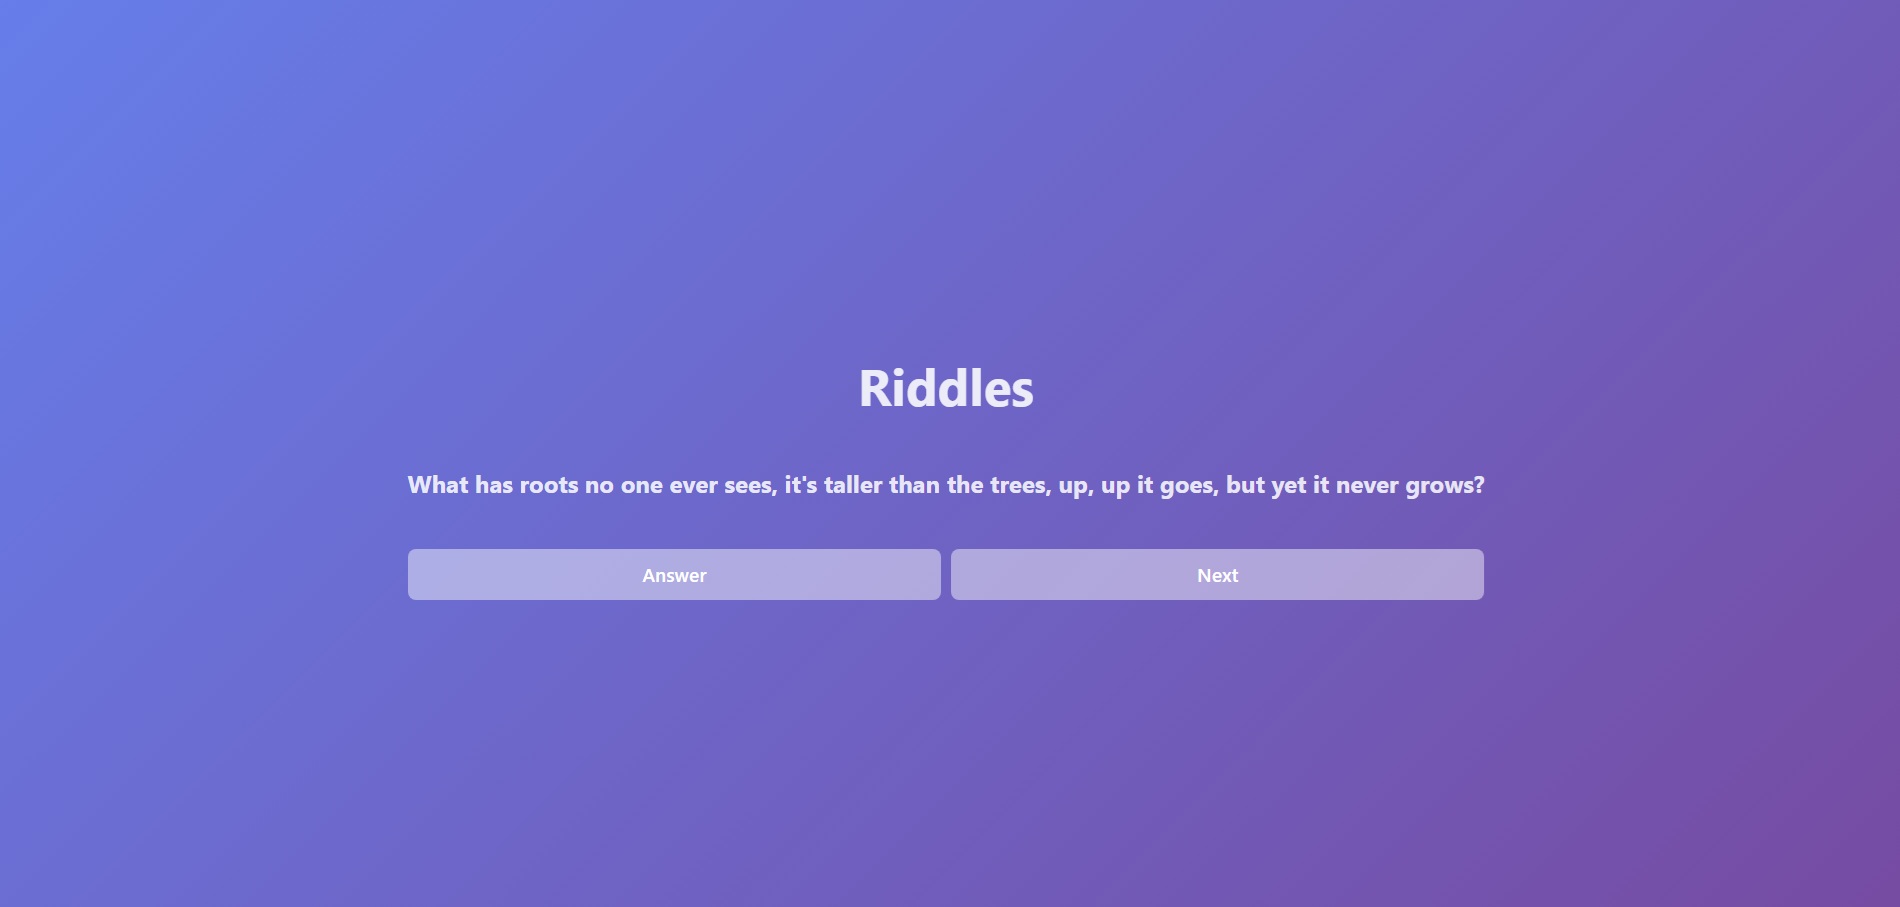 Riddles
What has roots no one ever sees, it's taller than the trees, up, up it goes, but yet it never grows?
Answer
Next